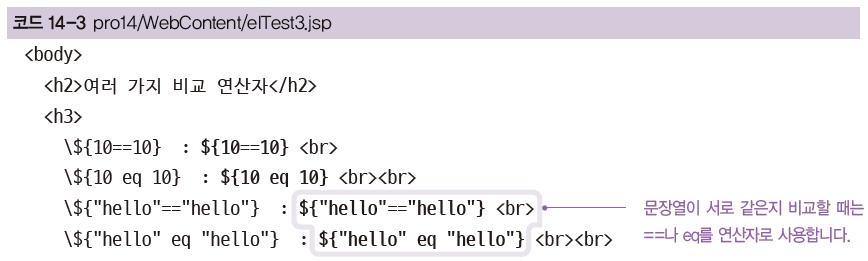 코드 14-3 pro14/WebContent/elTest3.jsp
<body>
<h2>여러 가지 비교 연산자</h2>
<h3>
\${10==10} : ${10==10} <br>
\${10 eq 10} : ${10 eq 10} <br><br>
\${"hello"=="hello"} : ${"hello"=="hello"} <br>
\${"hello" eq "hello"} : ${"hello" eq "hello"} <br><br>
문장열이 서로 같은지 비교할 때는
==나 eq를 연산자로 사용합니다.